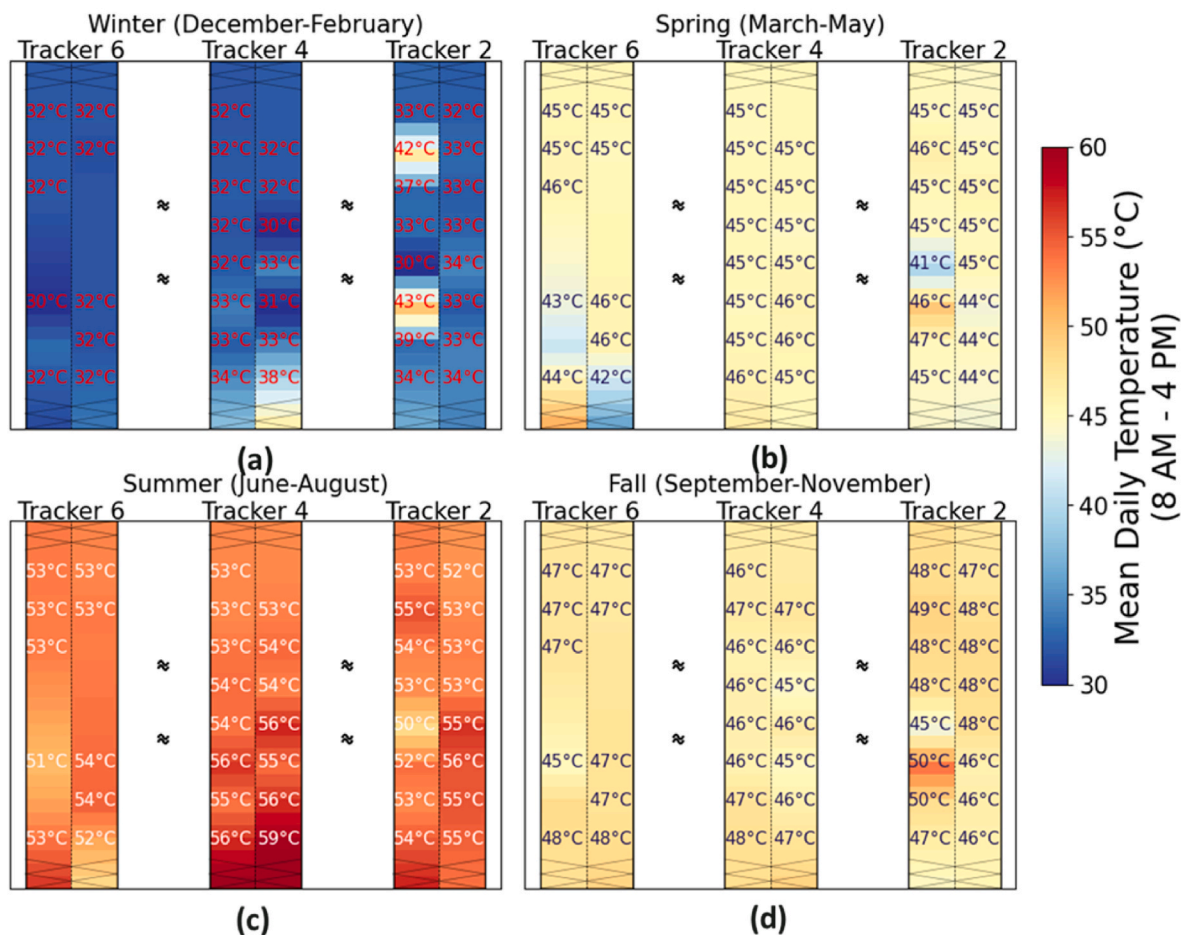 Winter (December-February)
Spring (March-May)
Tracker 6 Tracker 4 Tracker 2
Tracker 6 Tracker 4 Tracker 2
32°C 32°C 32°C 33°C 32°C
45°C 45°C 45°C 45°C 45°C
32°C 32°C 32°C 32°C 42°C 33°C
45°C 45°C 45°C 45°C 46°C 45°C
32°C 32°C 32°C 37°C 33°C
46°C 45°C 45°C 45°C 45°C
≈ ≈
≈ ≈
32°C 30°C 33°C 33°C
45°C 45°C 45°C 45°C
32°C 33°C 30°C 34°C
45°C 45°C 41°C 45°C
≈ ≈
≈ ≈
30°C 32°C 33°C 31°C 43°C 33°C
43°C 46°C 45°C 46°C 46°C 44°C
32°C 33°C 33°C 39°C 33°C
46°C 45°C 46°C 47°C 44°C
32°C 32°C 34°C 38°C 34°C 34°C
44°C 42°C 46°C 45°C 45°C 44°C
(a)
(b)
Summer (June-August)
Fall (September-November)
Tracker 6 Tracker 4 Tracker 2
Tracker 6 Tracker 4 Tracker 2
53°C 53°C 53°C 53°C 52°C
47°C 47°C 46°C 48°C 47°C
53°C 53°C 53°C 53°C 55°C 53°C
47°C 47°C 47°C 47°C 49°C 48°C
53°C 53°C 54°C 54°C 53°C
47°C 46°C 46°C 48°C 48°C
≈ ≈
≈ ≈
54°C 54°C 53°C 53°C
46°C 45°C 48°C 48°C
54°C 56°C 50°C 55°C
46°C 46°C 45°C 48°C
≈ ≈
≈ ≈
51°C 54°C 56°C 55°C 52°C 56°C
45°C 47°C 46°C 45°C 50°C 46°C
54°C 55°C 56°C 53°C 55°C
47°C 47°C 46°C 50°C 46°C
53°C 52°C 56°C 59°C 54°C 55°C
48°C 48°C 48°C 47°C 47°C 46°C
(c)
(d)
60
55
50
45
40
35
30
Mean Daily Temperature (°C)
(8 AM - 4 PM)